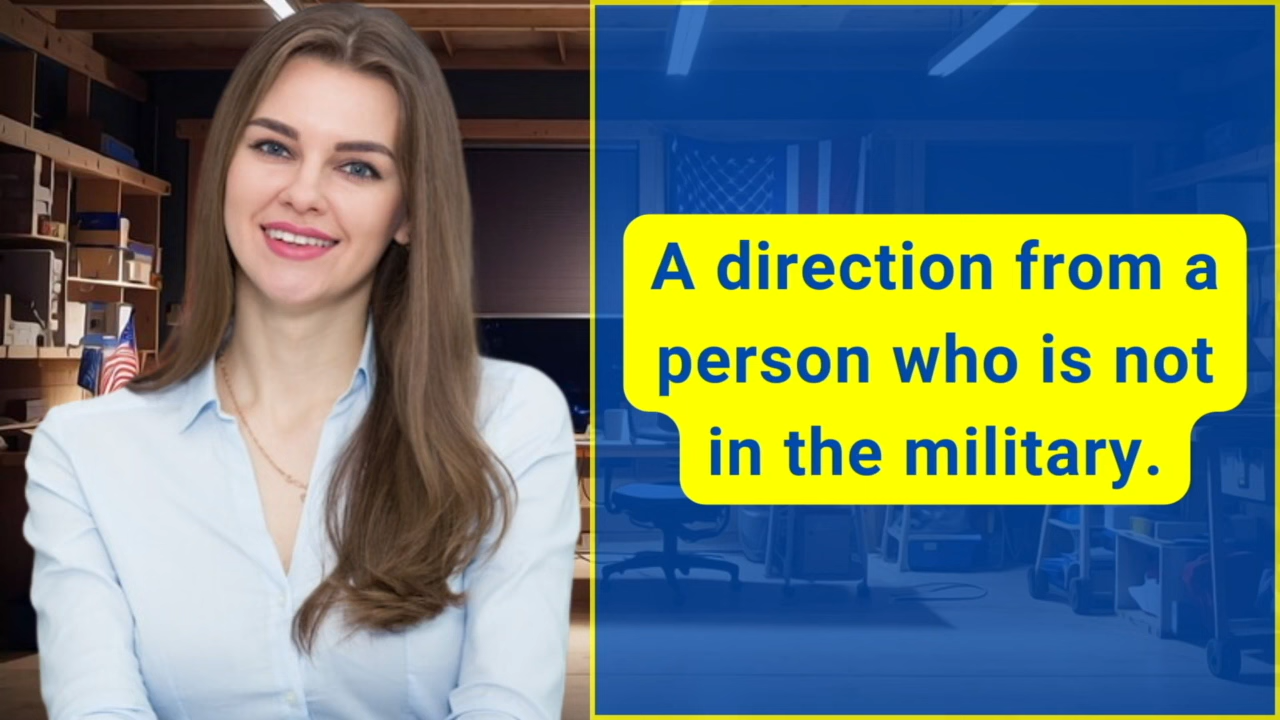 A direction from a
person who is not
in the military.